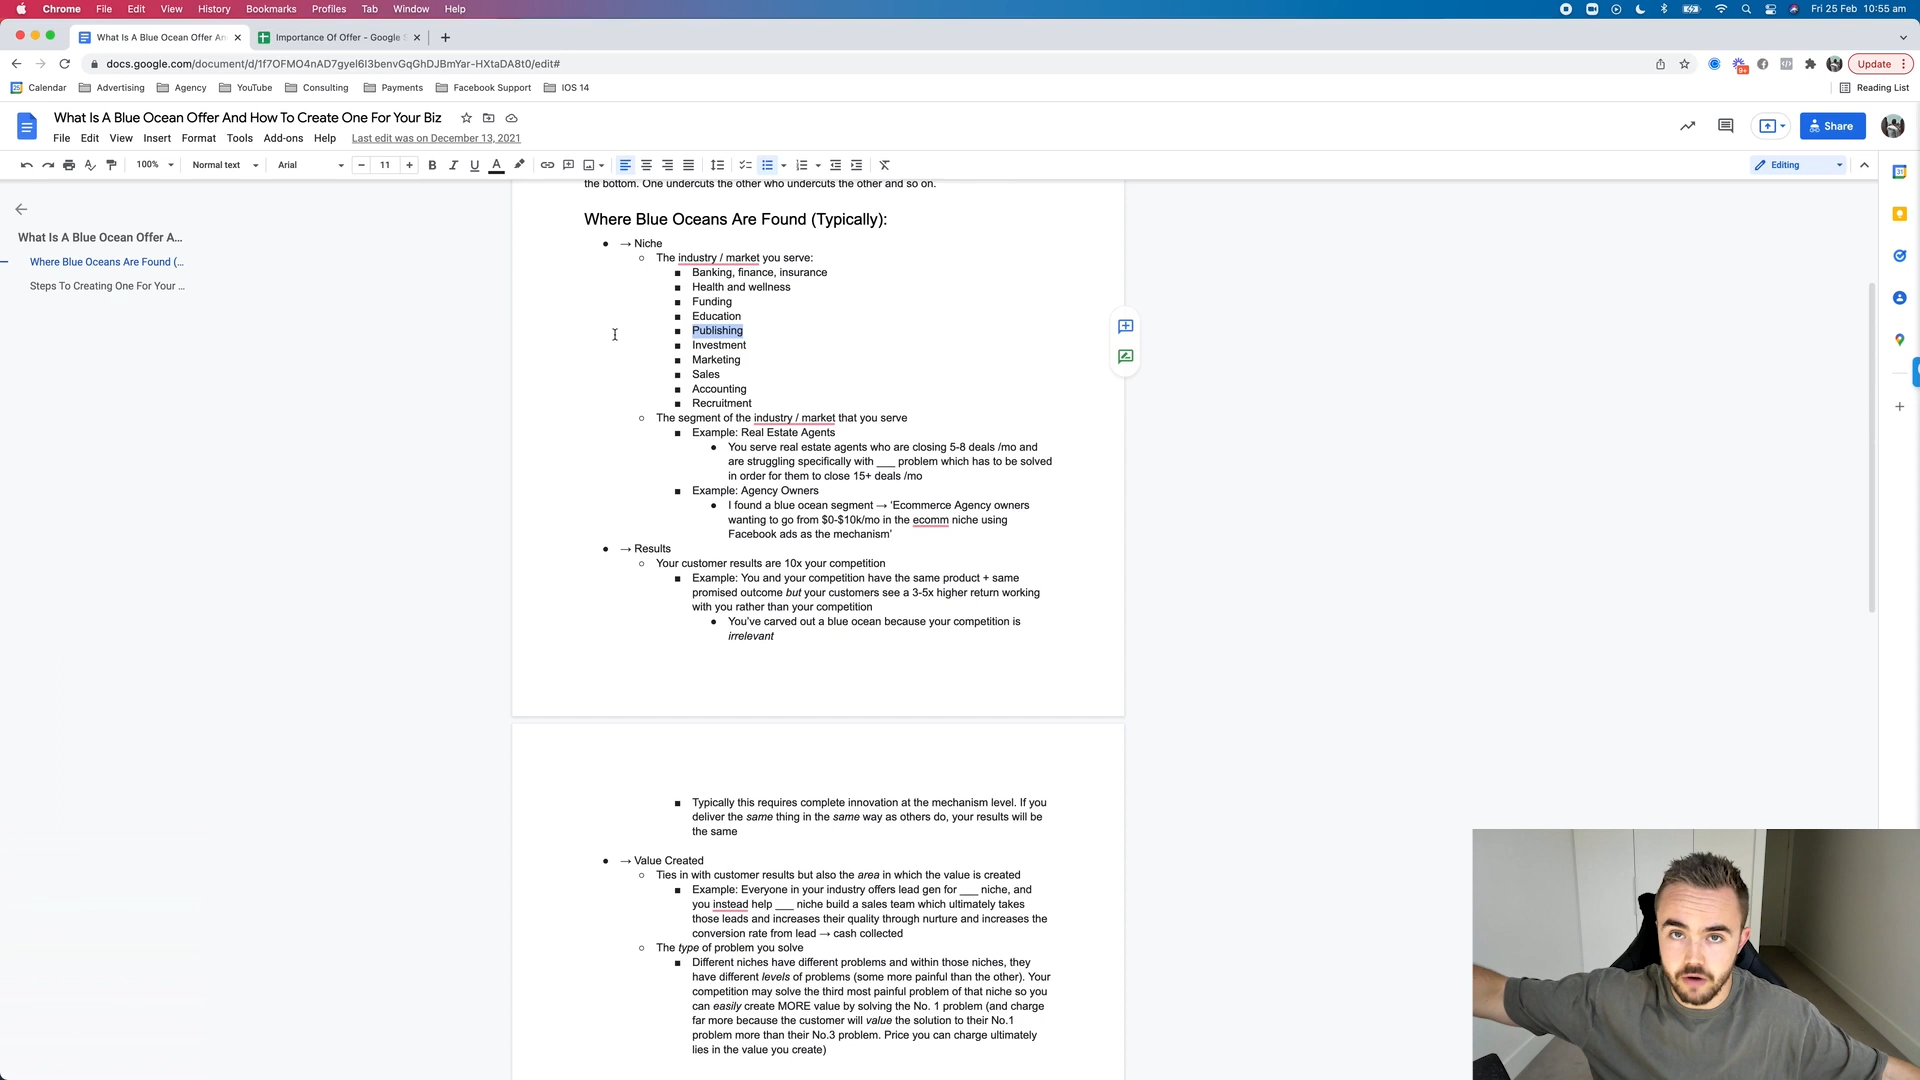 Chrome File Edit View History Bookmarks Profiles Tab Window Help Fri 25 Feb 10:55 am
What Is A Blue Ocean Offer An Importance Of Offer - Google S
docs.google.com/document/d/1f7OFMO4nAD7gyel6I3benvGqGhDJBmYar-HXtaDA8t0/edit# 9+ Update
Calendar Advertising Agency YouTube Consulting Payments Facebook Support IOS 14 Reading List
What Is A Blue Ocean Offer And How To Create One For Your Biz
File Edit View Insert Format Tools Add-ons Help Last edit was on December 13, 2021 Share
100% Normal text Arial 11 Editing
What Is A Blue Ocean Offer A...
Where Blue Oceans Are Found (...
Steps To Creating One For Your ...
the bottom. One undercuts the other who undercuts the other and so on.
Where Blue Oceans Are Found (Typically):
● → Niche
○ The industry / market you serve:
■ Banking, finance, insurance
■ Health and wellness
■ Funding
■ Education
■ Publishing
■ Investment
■ Marketing
■ Sales
■ Accounting
■ Recruitment
○ The segment of the industry / market that you serve
■ Example: Real Estate Agents
● You serve real estate agents who are closing 5-8 deals /mo and
are struggling specifically with ___ problem which has to be solved
in order for them to close 15+ deals /mo
■ Example: Agency Owners
● I found a blue ocean segment → ‘Ecommerce Agency owners
wanting to go from $0-$10k/mo in the ecomm niche using
Facebook ads as the mechanism’
● → Results
○ Your customer results are 10x your competition
■ Example: You and your competition have the same product + same
promised outcome but your customers see a 3-5x higher return working
with you rather than your competition
● You’ve carved out a blue ocean because your competition is
irrelevant
■ Typically this requires complete innovation at the mechanism level. If you
deliver the same thing in the same way as others do, your results will be
the same
● → Value Created
○ Ties in with customer results but also the area in which the value is created
■ Example: Everyone in your industry offers lead gen for ___ niche, and
you instead help ___ niche build a sales team which ultimately takes
those leads and increases their quality through nurture and increases the
conversion rate from lead → cash collected
○ The type of problem you solve
■ Different niches have different problems and within those niches, they
have different levels of problems (some more painful than the other). Your
competition may solve the third most painful problem of that niche so you
can easily create MORE value by solving the No. 1 problem (and charge
far more because the customer will value the solution to their No.1
problem more than their No.3 problem. Price you can charge ultimately
lies in the value you create)